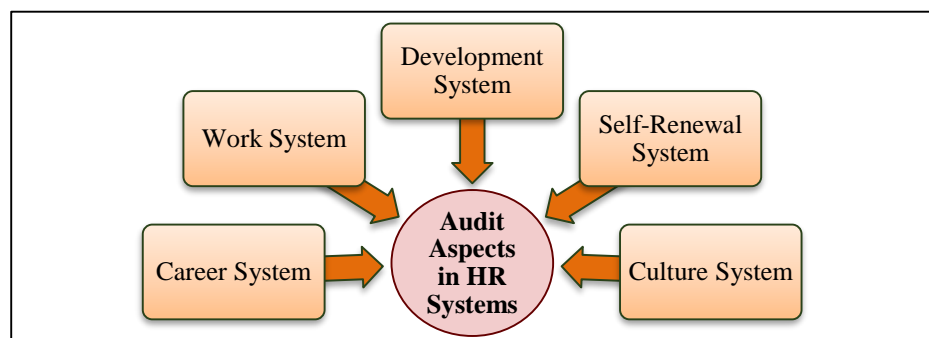 Development
System
Work System
Self-Renewal
System
Career System
Audit
Aspects
in HR
Systems
Culture System